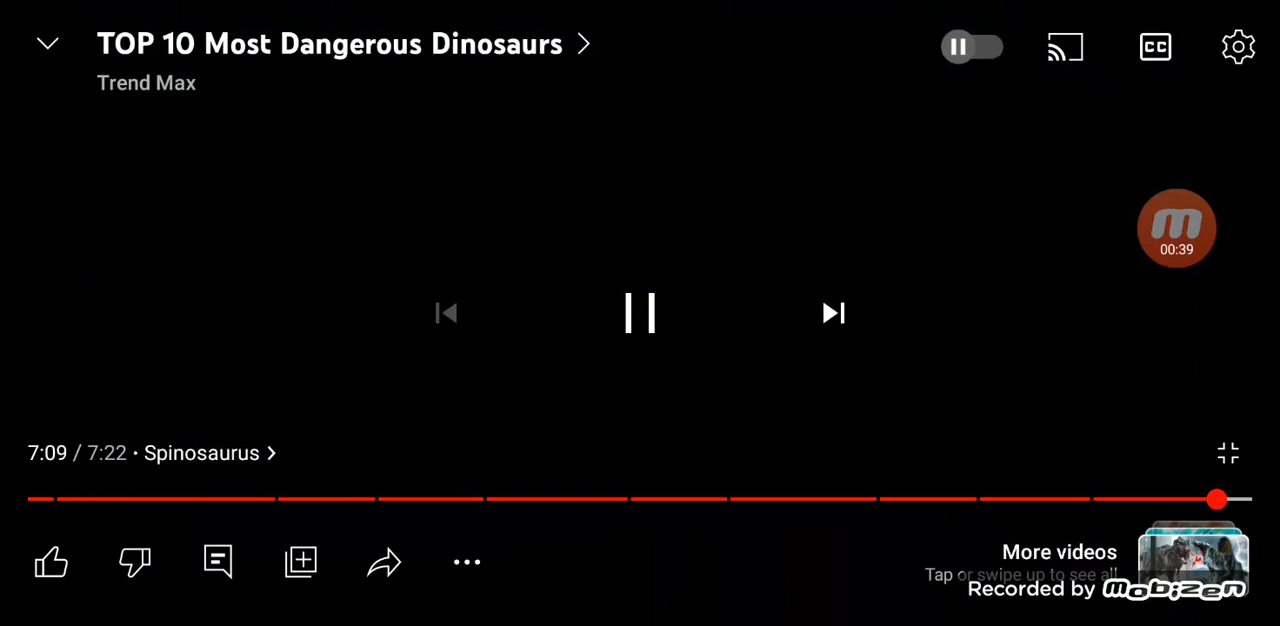 TOP 10 Most Dangerous Dinosaurs
Trend Max
CC
m
00:39
7:09 / 7:22 · Spinosaurus
More videos
Tap or swipe up to see all
Recorded by mobizen